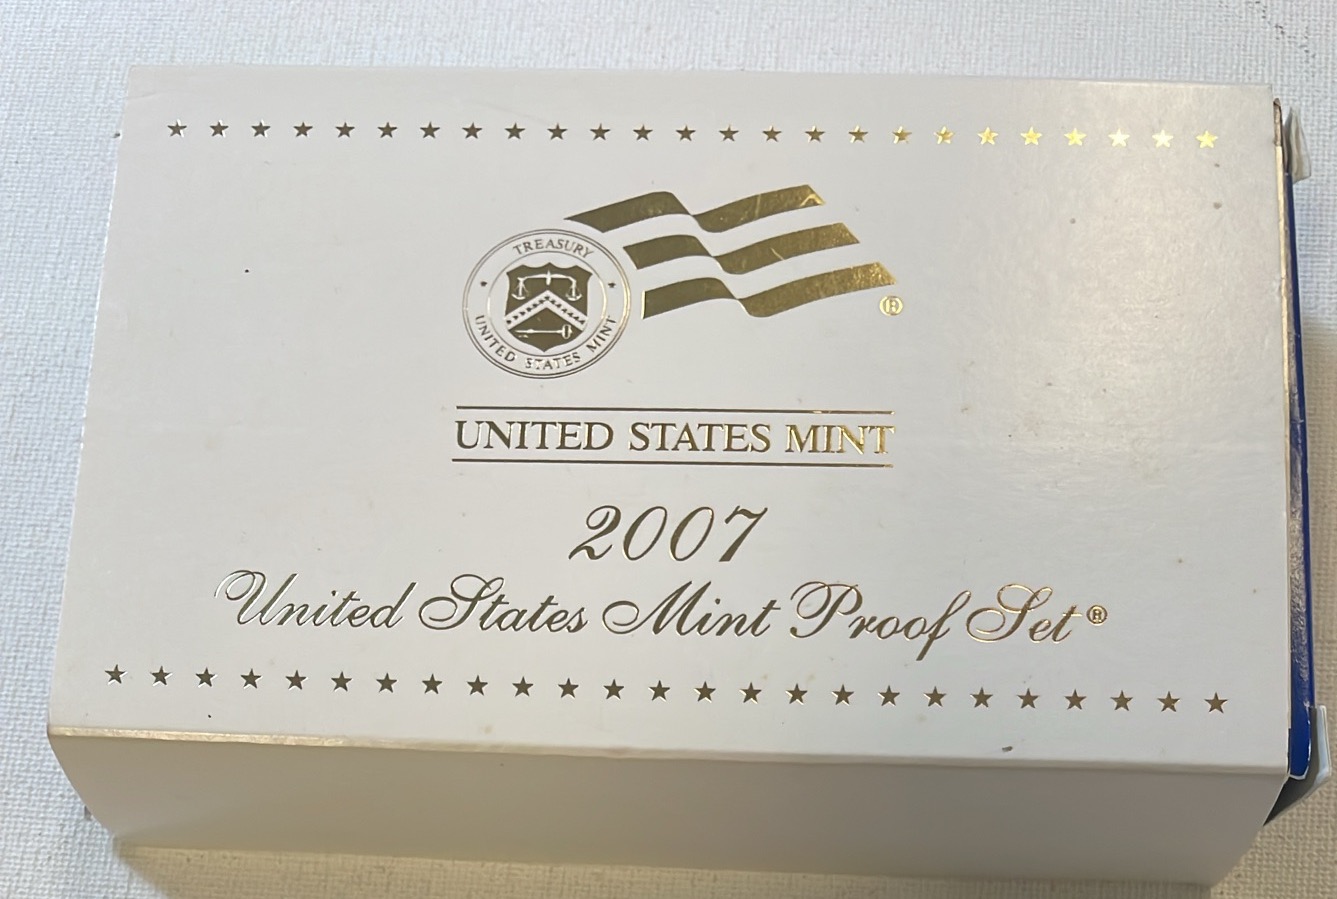 TREASURY
UNITED STATES MINT
®
UNITED STATES MINT
2007
United States Mint Proof Set®